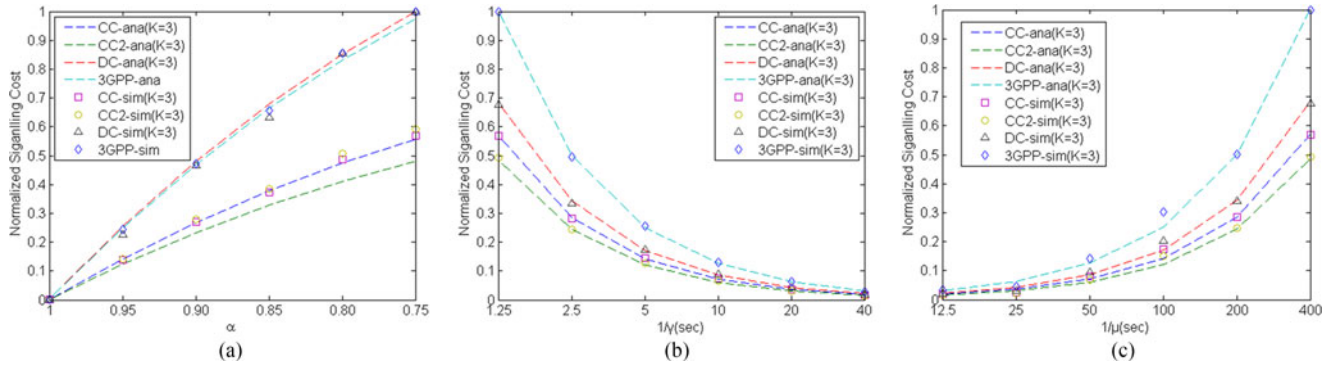 Normalized Siganlling Cost
1
0.9
0.8
0.7
0.6
0.5
0.4
0.3
0.2
0.1
0
CC-ana(K=3)
CC2-ana(K=3)
DC-ana(K=3)
3GPP-ana
CC-sim(K=3)
CC2-sim(K=3)
DC-sim(K=3)
3GPP-sim
1 0.95 0.90 0.85 0.80 0.75
α
(a)
Normalized Siganlling Cost
1
0.9
0.8
0.7
0.6
0.5
0.4
0.3
0.2
0.1
0
CC-ana(K=3)
CC2-ana(K=3)
DC-ana(K=3)
3GPP-ana(K=3)
CC-sim(K=3)
CC2-sim(K=3)
DC-sim(K=3)
3GPP-sim(K=3)
1.25 2.5 5 10 20 40
1/γ(sec)
(b)
Normalized Siganlling Cost
1
0.9
0.8
0.7
0.6
0.5
0.4
0.3
0.2
0.1
0
CC-ana(K=3)
CC2-ana(K=3)
DC-ana(K=3)
3GPP-ana(K=3)
CC-sim(K=3)
CC2-sim(K=3)
DC-sim(K=3)
3GPP-sim(K=3)
12.5 25 50 100 200 400
1/μ(sec)
(c)